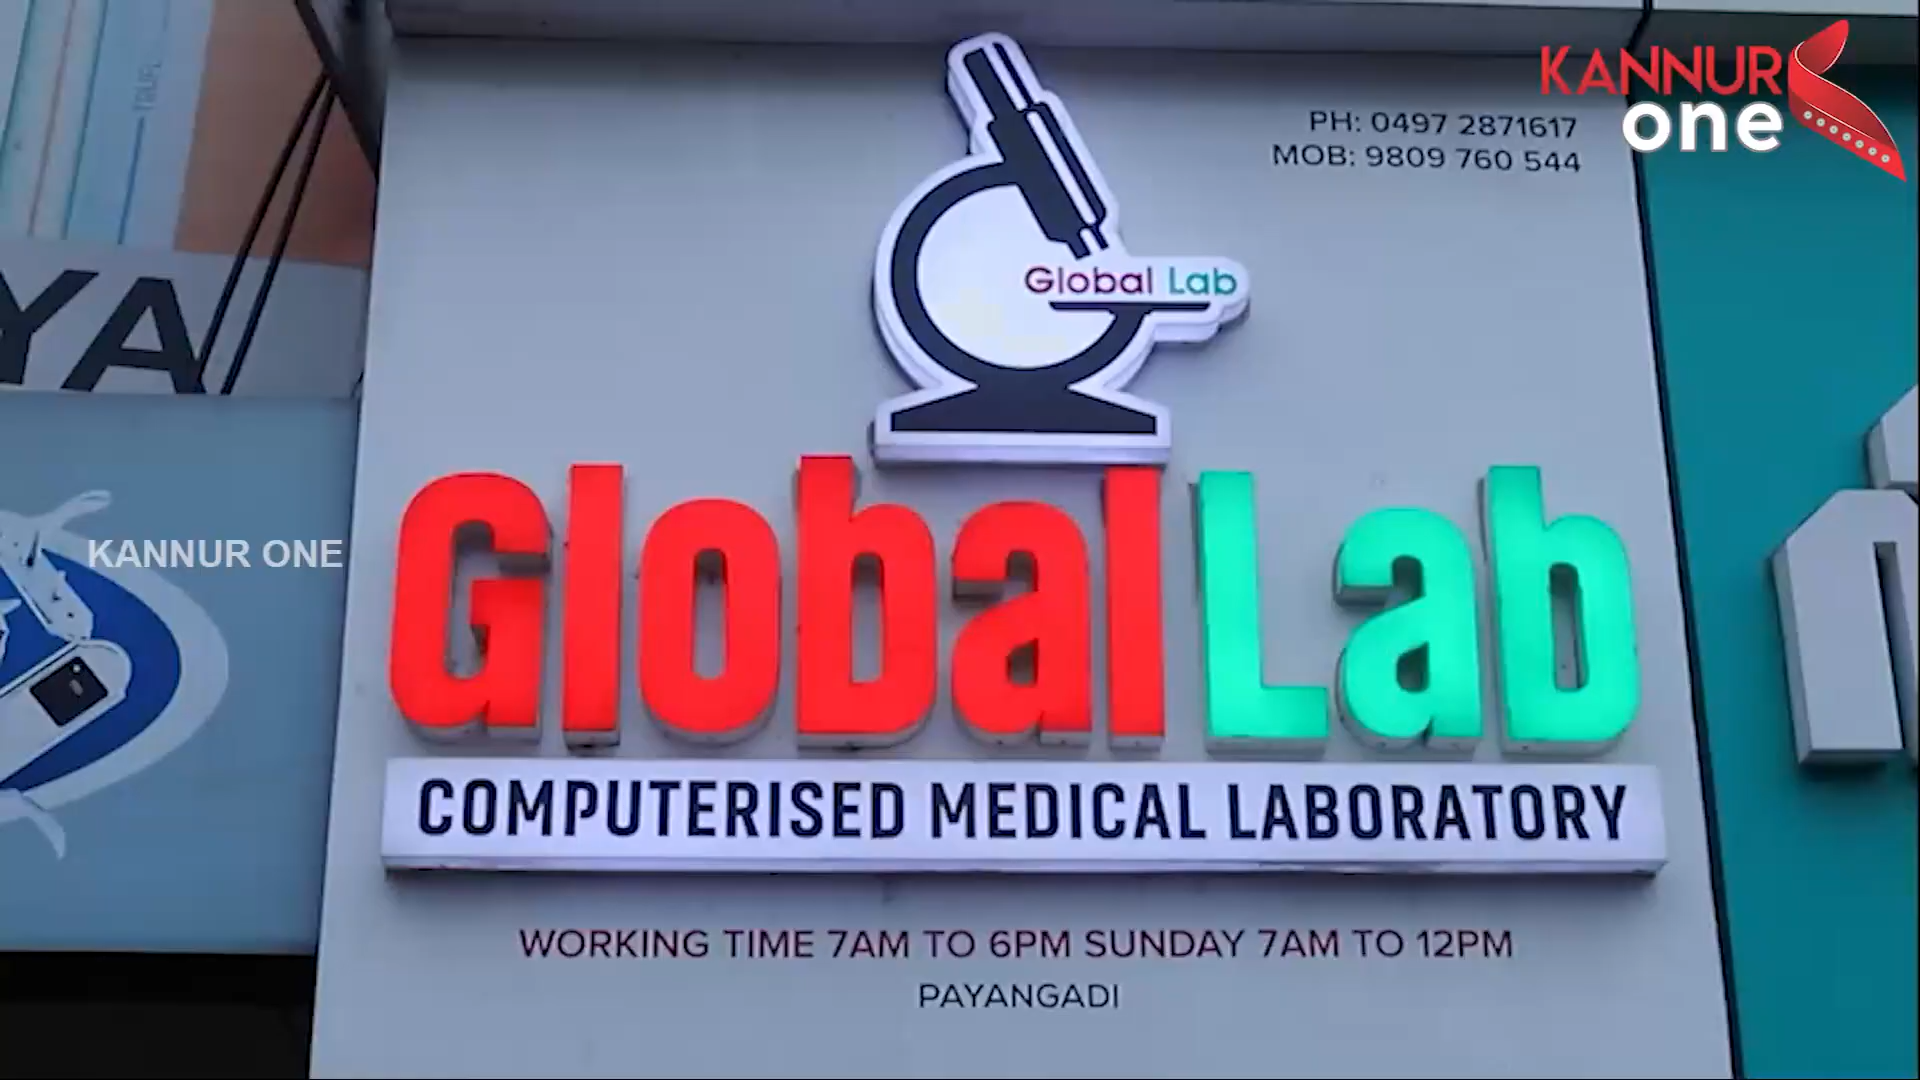 KANNUR
one
PH: 0497 2871617
MOB: 9809 760 544
Global Lab
YA
KANNUR ONE
Global Lab
COMPUTERISED MEDICAL LABORATORY
WORKING TIME 7AM TO 6PM SUNDAY 7AM TO 12PM
PAYANGADI